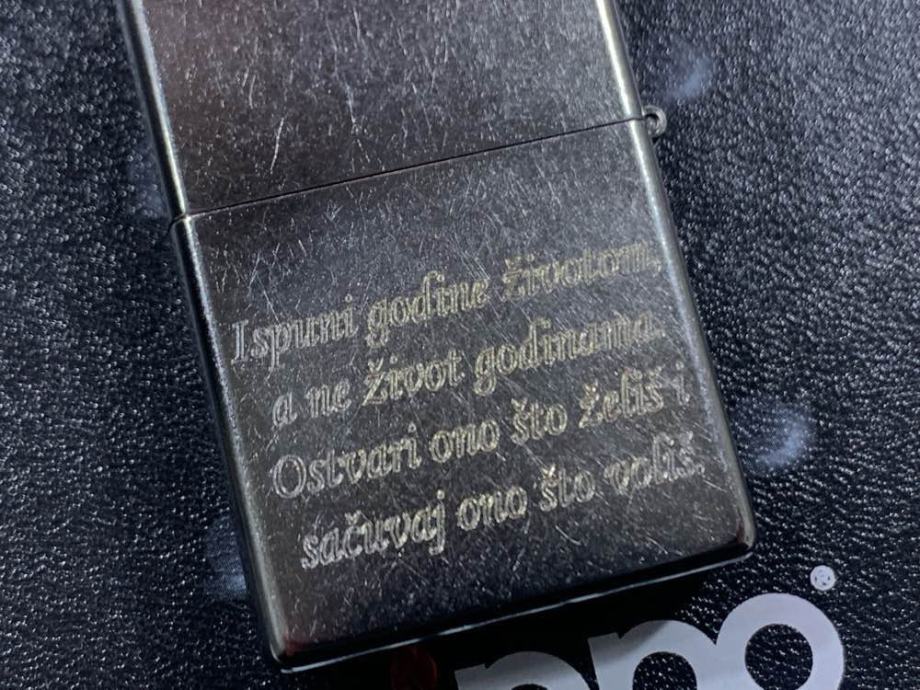 Ispuni godine životom,
a ne život godinama.
Ostvari ono što želiš i
sačuvaj ono što voliš.